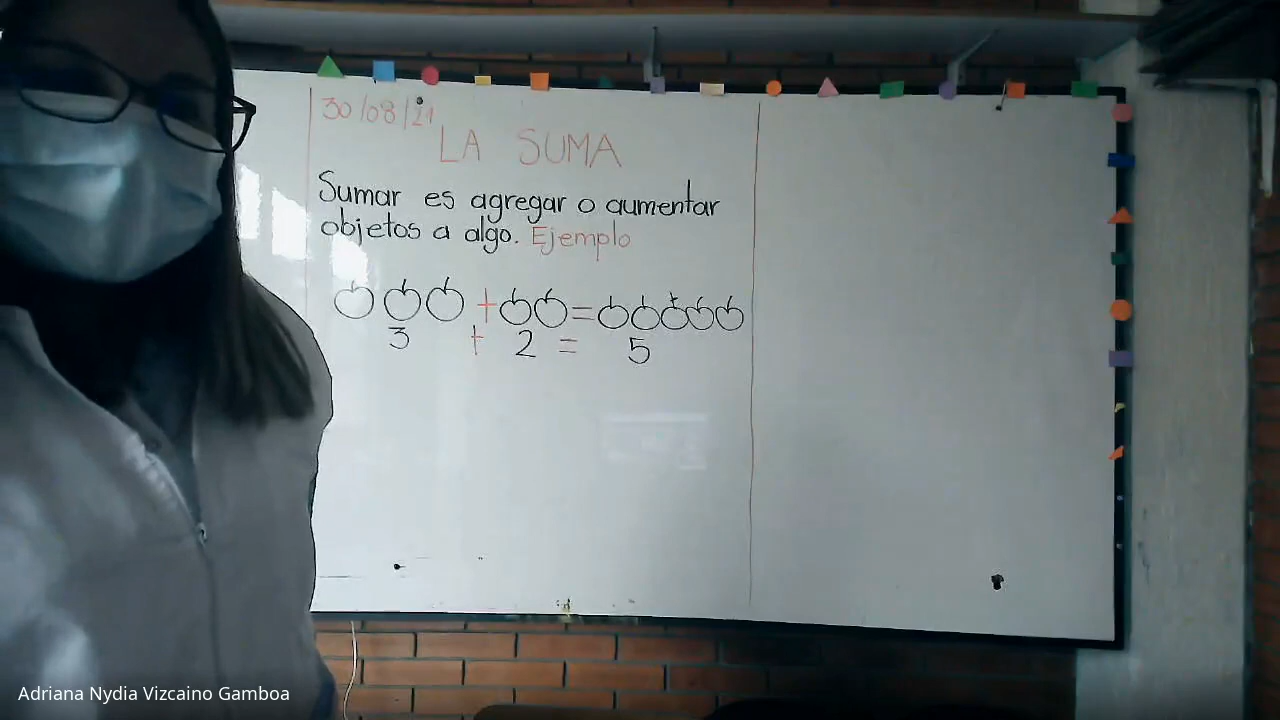 30/08/21
LA SUMA
Sumar es agregar o aumentar
objetos a algo. Ejemplo
+ =
3 + 2 = 5
Adriana Nydia Vizcaino Gamboa